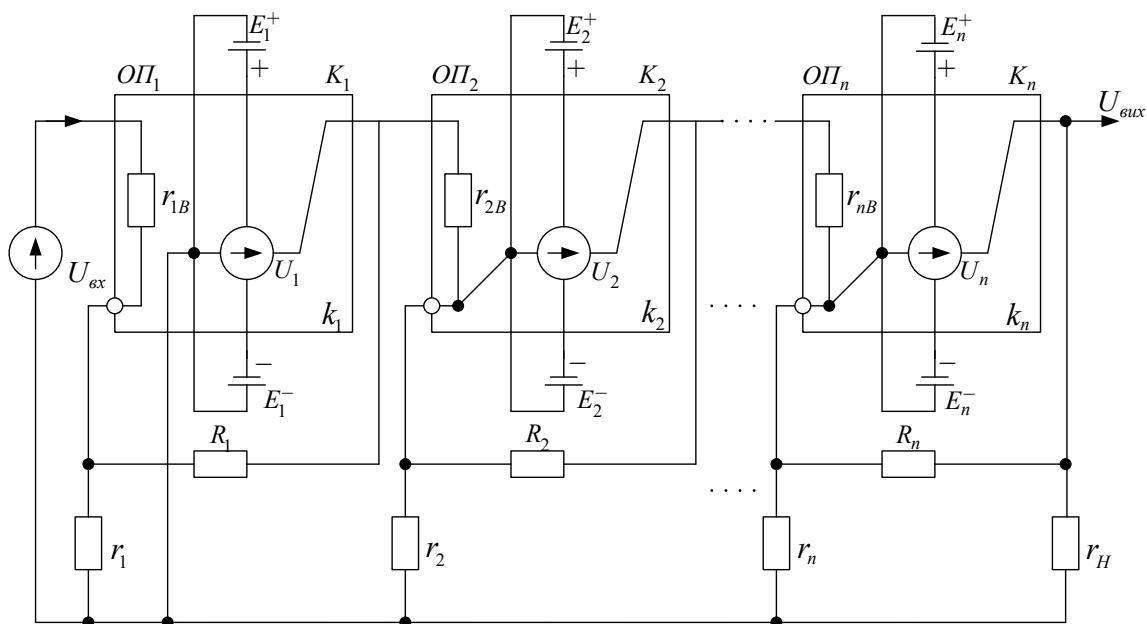 E₁⁺ E₂⁺ Eₙ⁺
+ + +
ОП₁ K₁ ОП₂ K₂ ОПₙ Kₙ
Uвих
. . . .
r₁В r₂В rₙВ
Uвх U₁ U₂ Uₙ
. . . .
k₁ k₂ kₙ
− − −
E₁⁻ E₂⁻ Eₙ⁻
R₁ R₂ Rₙ
. . . .
r₁ r₂ rₙ rН